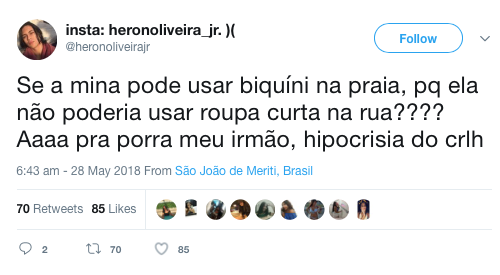 insta: heronoliveira_jr. )(
@heronoliveirajr
Follow
Se a mina pode usar biquíni na praia, pq ela
não poderia usar roupa curta na rua????
Aaaa pra porra meu irmão, hipocrisia do crlh
6:43 am - 28 May 2018 From São João de Meriti, Brasil
70 Retweets 85 Likes
2 70 85